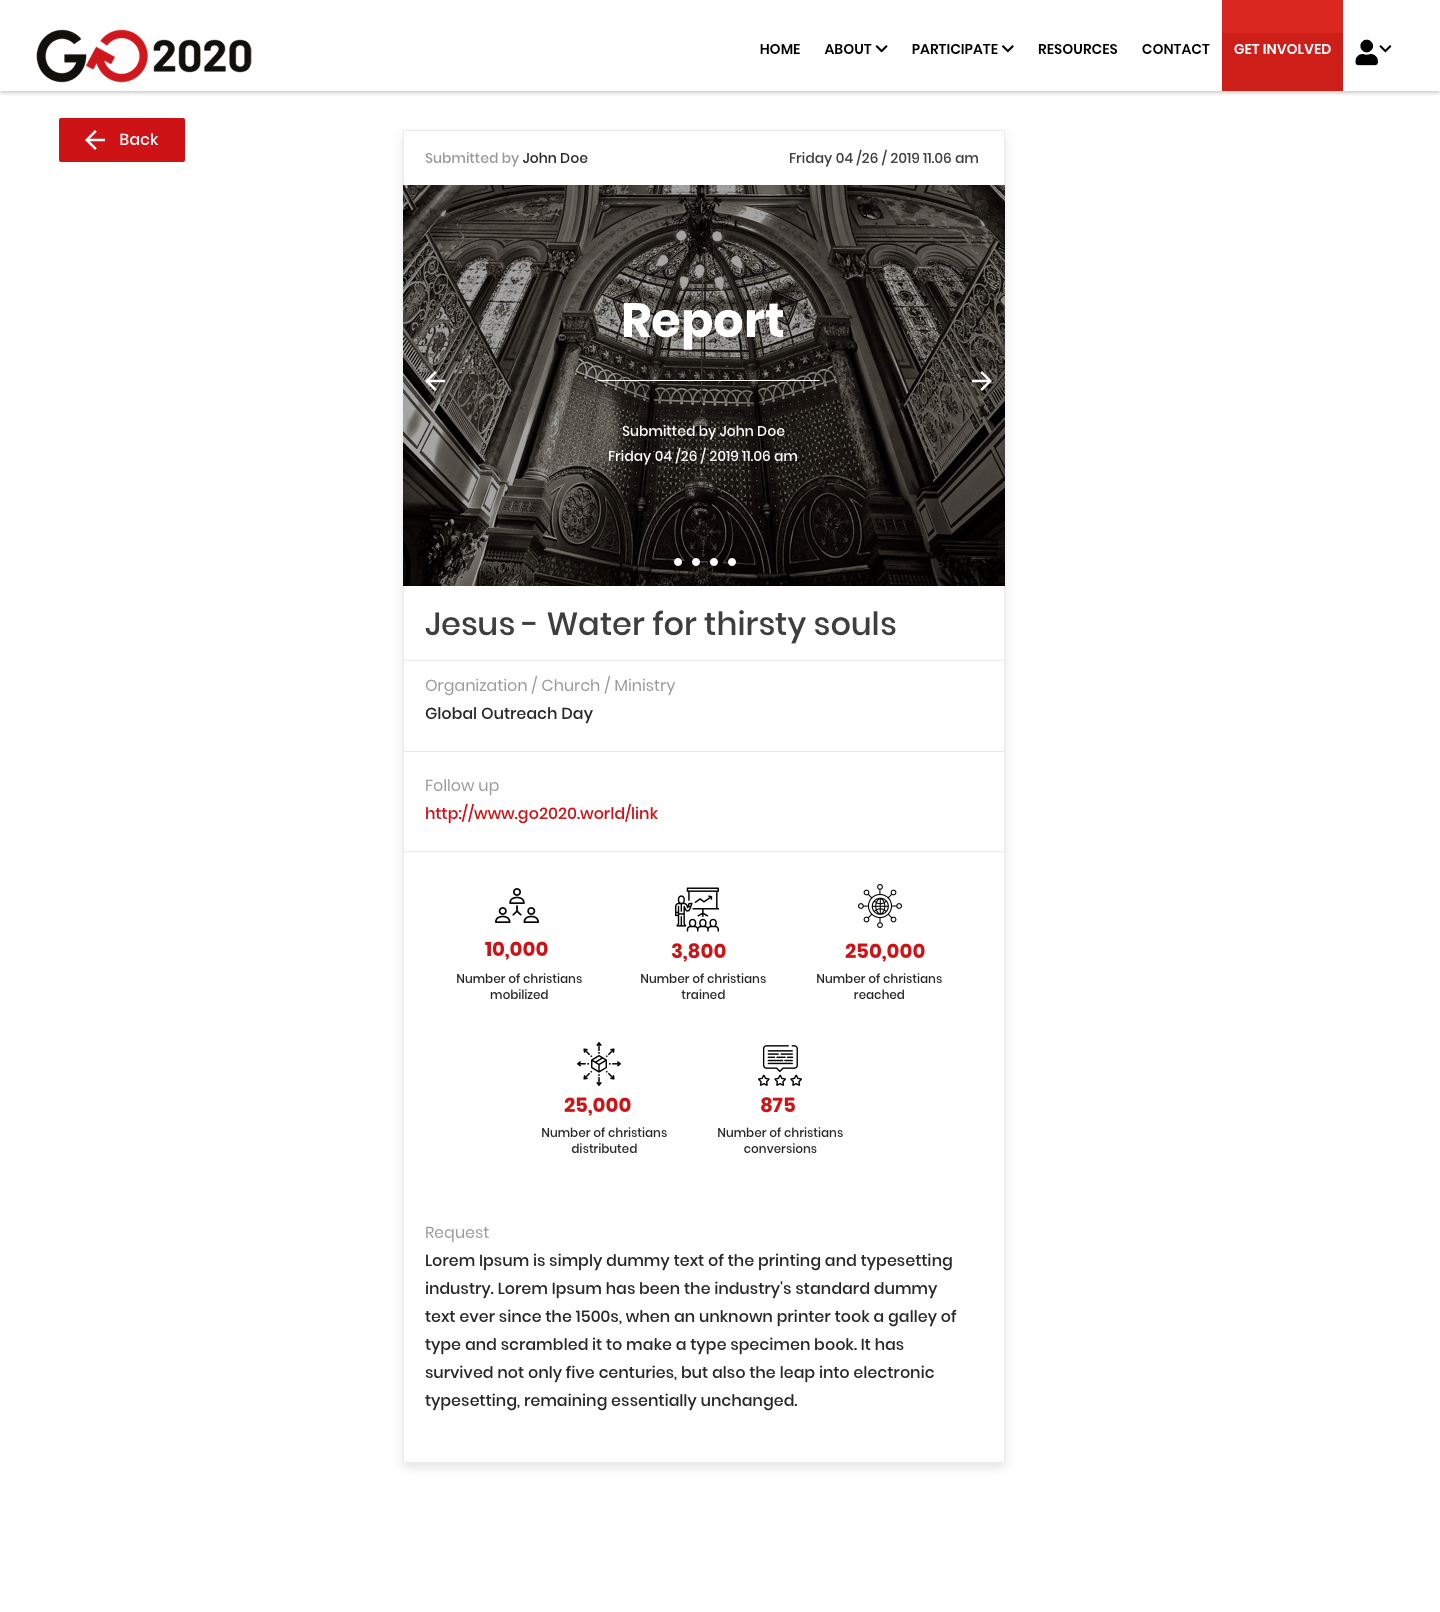 GO 2020
HOME ABOUT PARTICIPATE RESOURCES CONTACT GET INVOLVED
Back
Submitted by John Doe
Friday 04 /26 / 2019 11.06 am
Report
Submitted by John Doe
Friday 04 /26 / 2019 11.06 am
Jesus - Water for thirsty souls
Organization / Church / Ministry
Global Outreach Day
Follow up
http://www.go2020.world/link
10,000
Number of christians
mobilized
3,800
Number of christians
trained
250,000
Number of christians
reached
25,000
Number of christians
distributed
875
Number of christians
conversions
Request
Lorem Ipsum is simply dummy text of the printing and typesetting
industry. Lorem Ipsum has been the industry's standard dummy
text ever since the 1500s, when an unknown printer took a galley of
type and scrambled it to make a type specimen book. It has
survived not only five centuries, but also the leap into electronic
typesetting, remaining essentially unchanged.